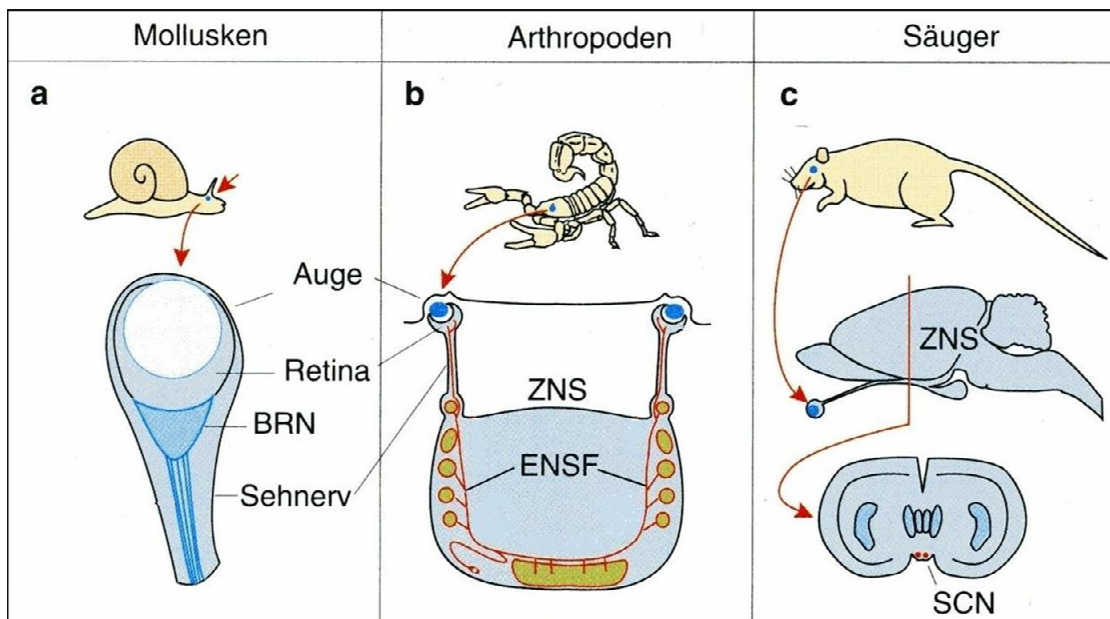 Mollusken
Arthropoden
Säuger
a
b
c
Auge
Retina
BRN
Sehnerv
ZNS
ENSF
ZNS
SCN